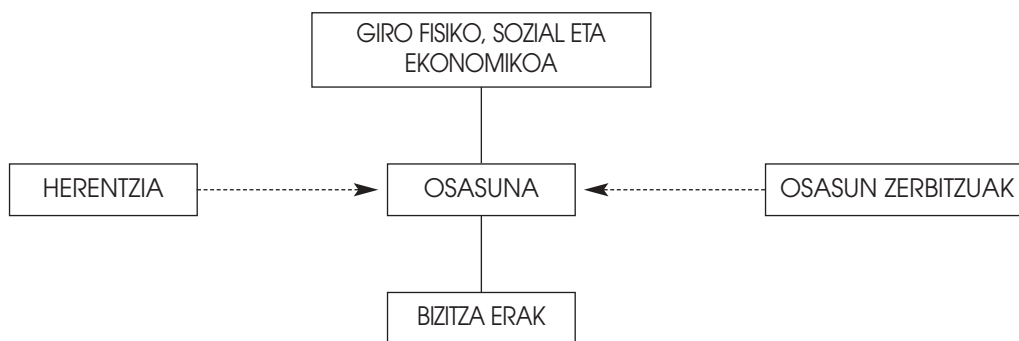 GIRO FISIKO, SOZIAL ETA
EKONOMIKOA
HERENTZIA
OSASUNA
OSASUN ZERBITZUAK
BIZITZA ERAK